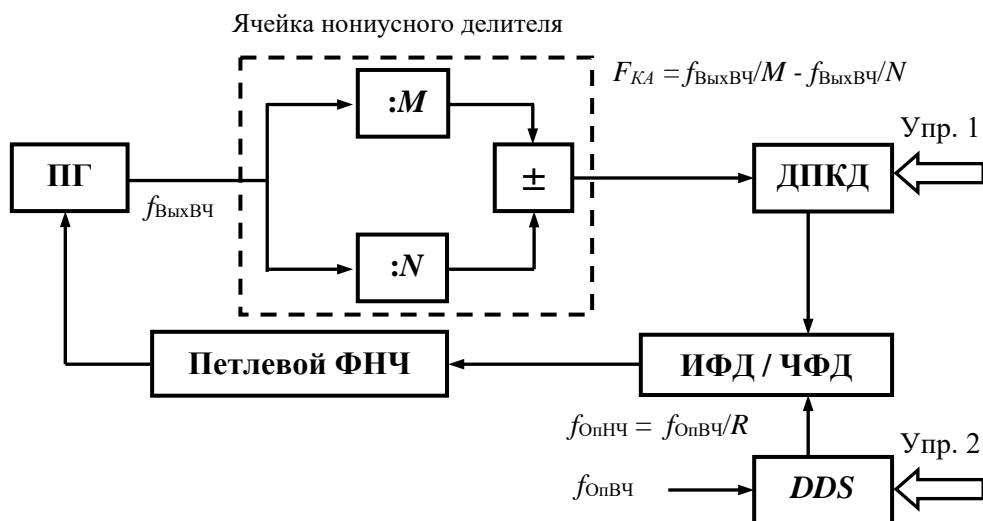 Ячейка нониусного делителя
F_КА = f_ВыхВЧ/M - f_ВыхВЧ/N
:M
Упр. 1
ПГ
±
ДПКД
f_ВыхВЧ
:N
Петлевой ФНЧ
ИФД / ЧФД
f_ОпНЧ = f_ОпВЧ/R
Упр. 2
f_ОпВЧ
DDS